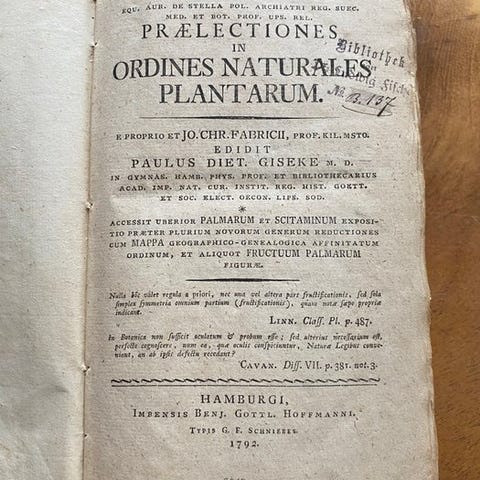 EQU. AUR. DE STELLA POL. ARCHIATRI REG. SUEC.
MED. ET BOT. PROF. UPS. REL.
PRÆLECTIONES
IN
ORDINES NATURALES
PLANTARUM.
Bibliothek
No. B. 137
E PROPRIO ET JO. CHR. FABRICII, PROF. KIL. MSTO.
EDIDIT
PAULUS DIET. GISEKE M. D.
IN GYMNAS. HAMB. PHYS. PROF. ET BIBLIOTHECARIUS
ACAD. IMP. NAT. CUR. INSTIT. REG. HIST. GOETT.
ET SOC. ELECT. OECON. LIPS. SOD.
*
ACCESSIT UBERIOR PALMARUM ET SCITAMINUM EXPOSI-
TIO PRÆTER PLURIUM NOVORUM GENERUM REDUCTIONES
CUM MAPPA GEOGRAPHICO-GENEALOGICA AFFINITATUM
ORDINUM, ET ALIQUOT FRUCTUUM PALMARUM
FIGURÆ.
Nulla hîc valet regula a priori, nec una vel altera pars fructificationis, sed sola
simplex symmetria omnium partium (fructificationis), quam notæ sæpe propriæ
indicant.
LINN. Class. Pl. p. 487.
In Botanica non sufficit oculatum & probum esse; sed ulterius necessarium est,
perfecte cognoscere, num ea, quæ oculis conspiciuntur, Naturæ Legibus conve-
niant, an ab ipsis defectu recedant?
CAVAN. Diss. VII. p. 381. not. 3.
HAMBURGI,
IMPENSIS BENJ. GOTTL. HOFFMANNI.
TYPIS G. F. SCHNIEBES.
1792.